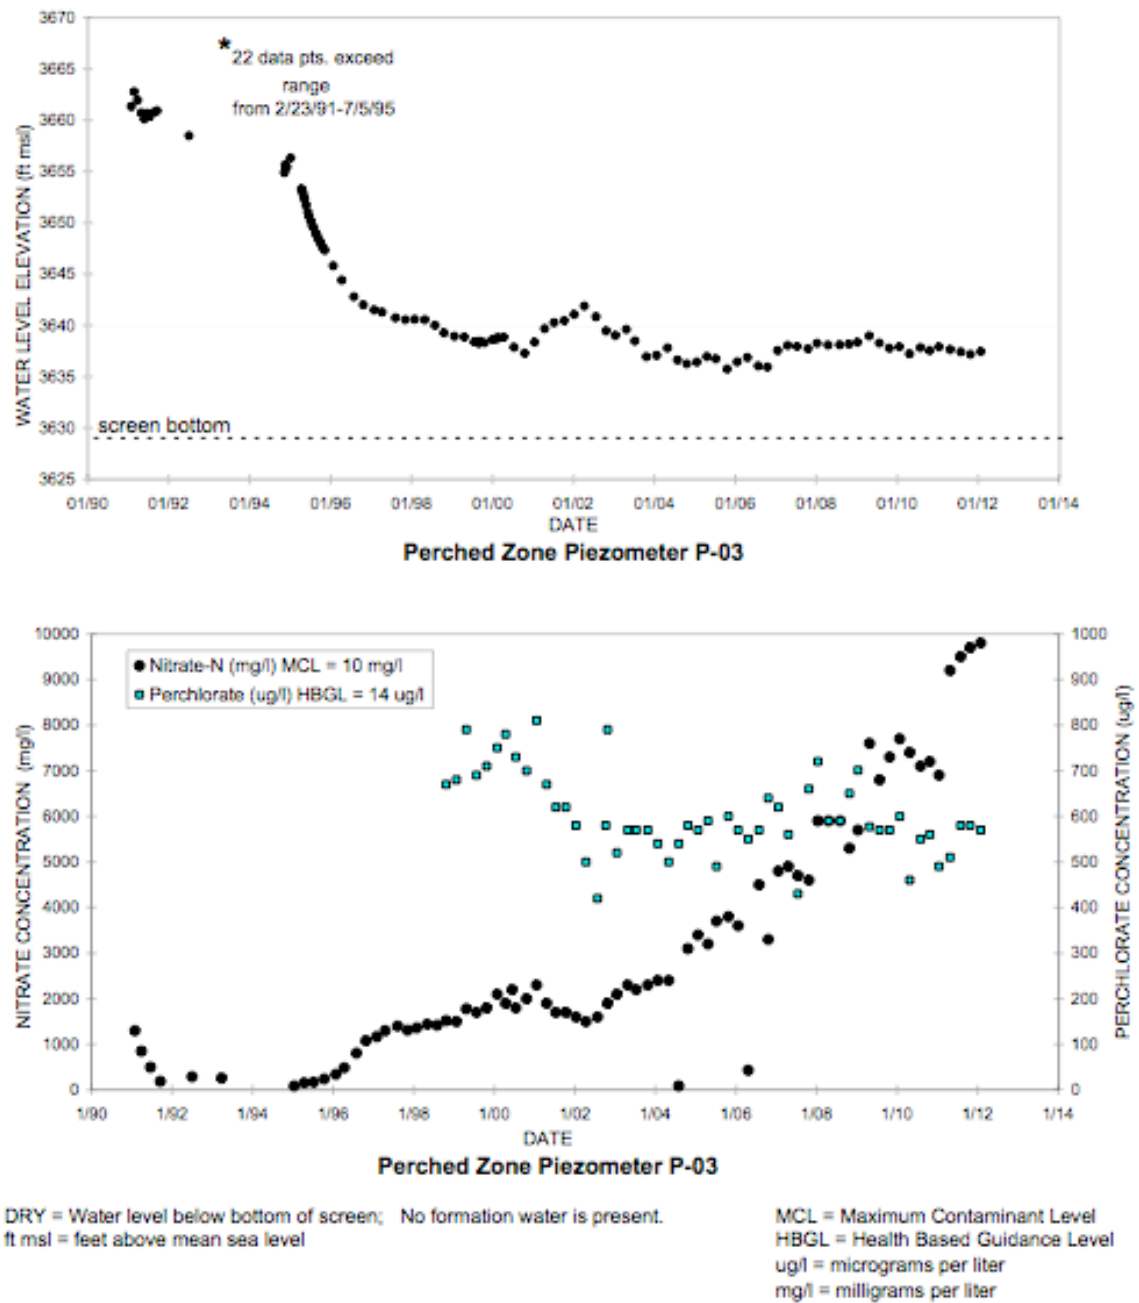 3670
3665
3660
3655
3650
3645
3640
3635
3630
3625
WATER LEVEL ELEVATION (ft msl)
*
22 data pts. exceed
range
from 2/23/91-7/5/95
screen bottom
01/90 01/92 01/94 01/96 01/98 01/00 01/02 01/04 01/06 01/08 01/10 01/12 01/14
DATE
Perched Zone Piezometer P-03
10000
9000
8000
7000
6000
5000
4000
3000
2000
1000
0
NITRATE CONCENTRATION (mg/l)
Nitrate-N (mg/l) MCL = 10 mg/l
Perchlorate (ug/l) HBGL = 14 ug/l
1000
900
800
700
600
500
400
300
200
100
0
PERCHLORATE CONCENTRATION (ug/l)
1/90 1/92 1/94 1/96 1/98 1/00 1/02 1/04 1/06 1/08 1/10 1/12 1/14
DATE
Perched Zone Piezometer P-03
DRY = Water level below bottom of screen; No formation water is present.
ft msl = feet above mean sea level
MCL = Maximum Contaminant Level
HBGL = Health Based Guidance Level
ug/l = micrograms per liter
mg/l = milligrams per liter